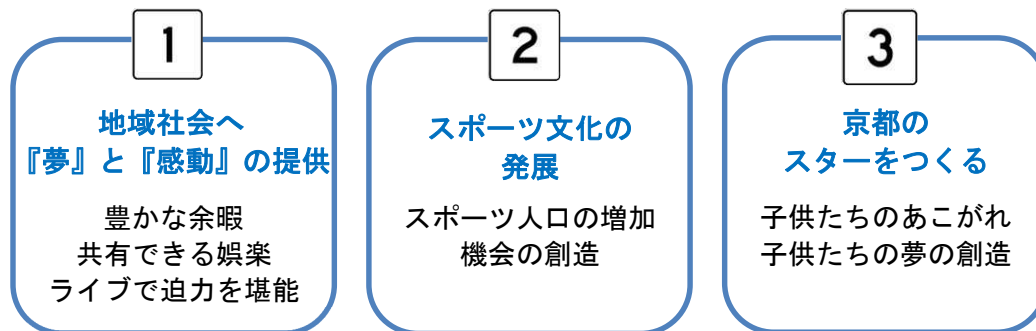 1
地域社会へ
『夢』と『感動』の提供
豊かな余暇
共有できる娯楽
ライブで迫力を堪能
2
スポーツ文化の
発展
スポーツ人口の増加
機会の創造
3
京都の
スターをつくる
子供たちのあこがれ
子供たちの夢の創造